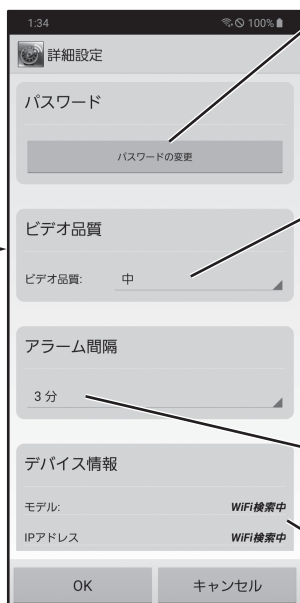 1:34 100%
詳細設定
パスワード
パスワードの変更
ビデオ品質
ビデオ品質: 中
アラーム間隔
3 分
デバイス情報
モデル: WiFi検索中
IPアドレス WiFi検索中
OK キャンセル